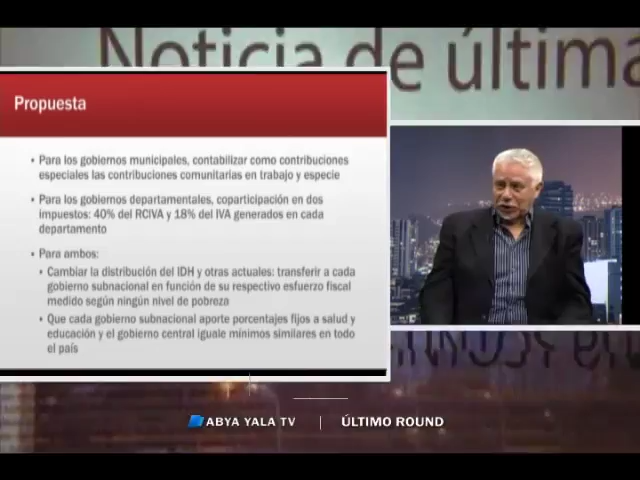 Noticia de última
Propuesta
▪ Para los gobiernos municipales, contabilizar como contribuciones
especiales las contribuciones comunitarias en trabajo y especie
▪ Para los gobiernos departamentales, coparticipación en dos
impuestos: 40% del RCIVA y 18% del IVA generados en cada
departamento
▪ Para ambos:
▪ Cambiar la distribución del IDH y otras actuales: transferir a cada
gobierno subnacional en función de su respectivo esfuerzo fiscal
medido según ningún nivel de pobreza
▪ Que cada gobierno subnacional aporte porcentajes fijos a salud y
educación y el gobierno central iguale mínimos similares en todo
el país
ABYA YALA TV | ÚLTIMO ROUND